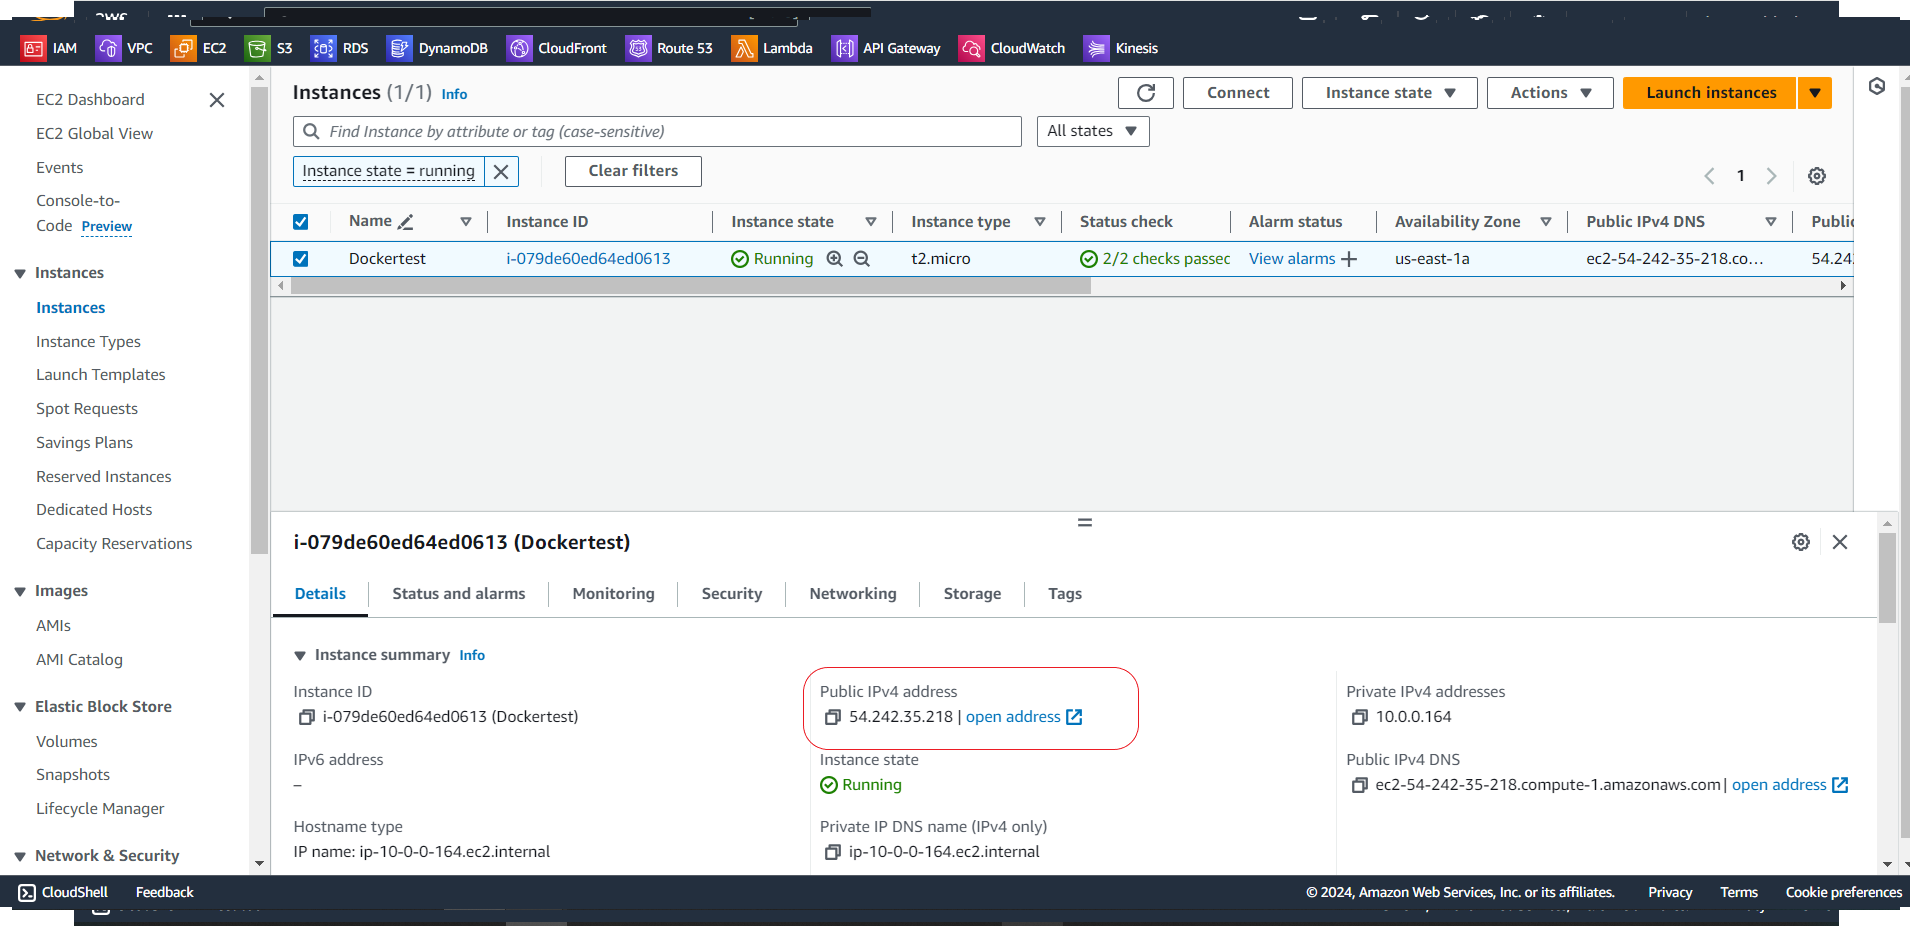 aws
IAM VPC EC2 S3 RDS DynamoDB CloudFront Route 53 Lambda API Gateway CloudWatch Kinesis
EC2 Dashboard
EC2 Global View
Events
Console-to-
Code Preview
Instances
Instances
Instance Types
Launch Templates
Spot Requests
Savings Plans
Reserved Instances
Dedicated Hosts
Capacity Reservations
Images
AMIs
AMI Catalog
Elastic Block Store
Volumes
Snapshots
Lifecycle Manager
Network & Security
Instances (1/1) Info
Connect Instance state Actions Launch instances
Find Instance by attribute or tag (case-sensitive) All states
Instance state = running Clear filters
1
Name Instance ID Instance state Instance type Status check Alarm status Availability Zone Public IPv4 DNS Public
Dockertest i-079de60ed64ed0613 Running t2.micro 2/2 checks passec View alarms us-east-1a ec2-54-242-35-218.co… 54.24
i-079de60ed64ed0613 (Dockertest)
Details Status and alarms Monitoring Security Networking Storage Tags
Instance summary Info
Instance ID
i-079de60ed64ed0613 (Dockertest)
Public IPv4 address
54.242.35.218 | open address
Private IPv4 addresses
10.0.0.164
IPv6 address
–
Instance state
Running
Public IPv4 DNS
ec2-54-242-35-218.compute-1.amazonaws.com | open address
Hostname type
IP name: ip-10-0-0-164.ec2.internal
Private IP DNS name (IPv4 only)
ip-10-0-0-164.ec2.internal
CloudShell Feedback © 2024, Amazon Web Services, Inc. or its affiliates. Privacy Terms Cookie preferences